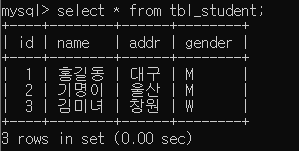 mysql> select * from tbl_student;
+----+--------+------+--------+
| id | name | addr | gender |
+----+--------+------+--------+
| 1 | 홍길동 | 대구 | M |
| 2 | 기명이 | 울산 | M |
| 3 | 김미녀 | 창원 | W |
+----+--------+------+--------+
3 rows in set (0.00 sec)